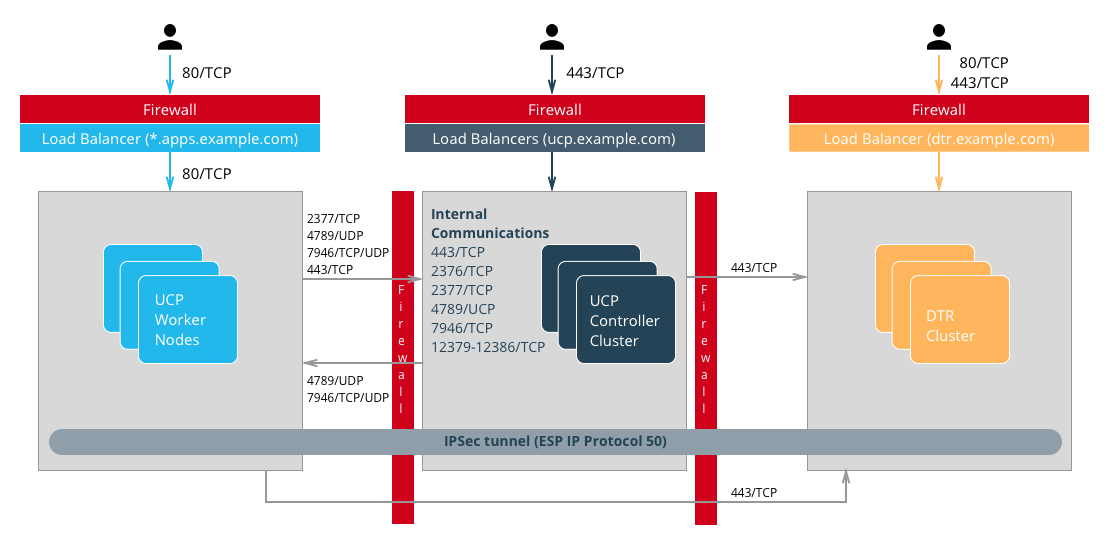 80/TCP
443/TCP
80/TCP
443/TCP
Firewall
Firewall
Firewall
Load Balancer (*.apps.example.com)
Load Balancers (ucp.example.com)
Load Balancer (dtr.example.com)
80/TCP
2377/TCP
4789/UDP
7946/TCP/UDP
443/TCP
Internal
Communications
443/TCP
2376/TCP
2377/TCP
4789/UCP
7946/TCP
12379-12386/TCP
UCP
Worker
Nodes
Firewall
UCP
Controller
Cluster
Firewall
443/TCP
DTR
Cluster
4789/UDP
7946/TCP/UDP
IPSec tunnel (ESP IP Protocol 50)
443/TCP